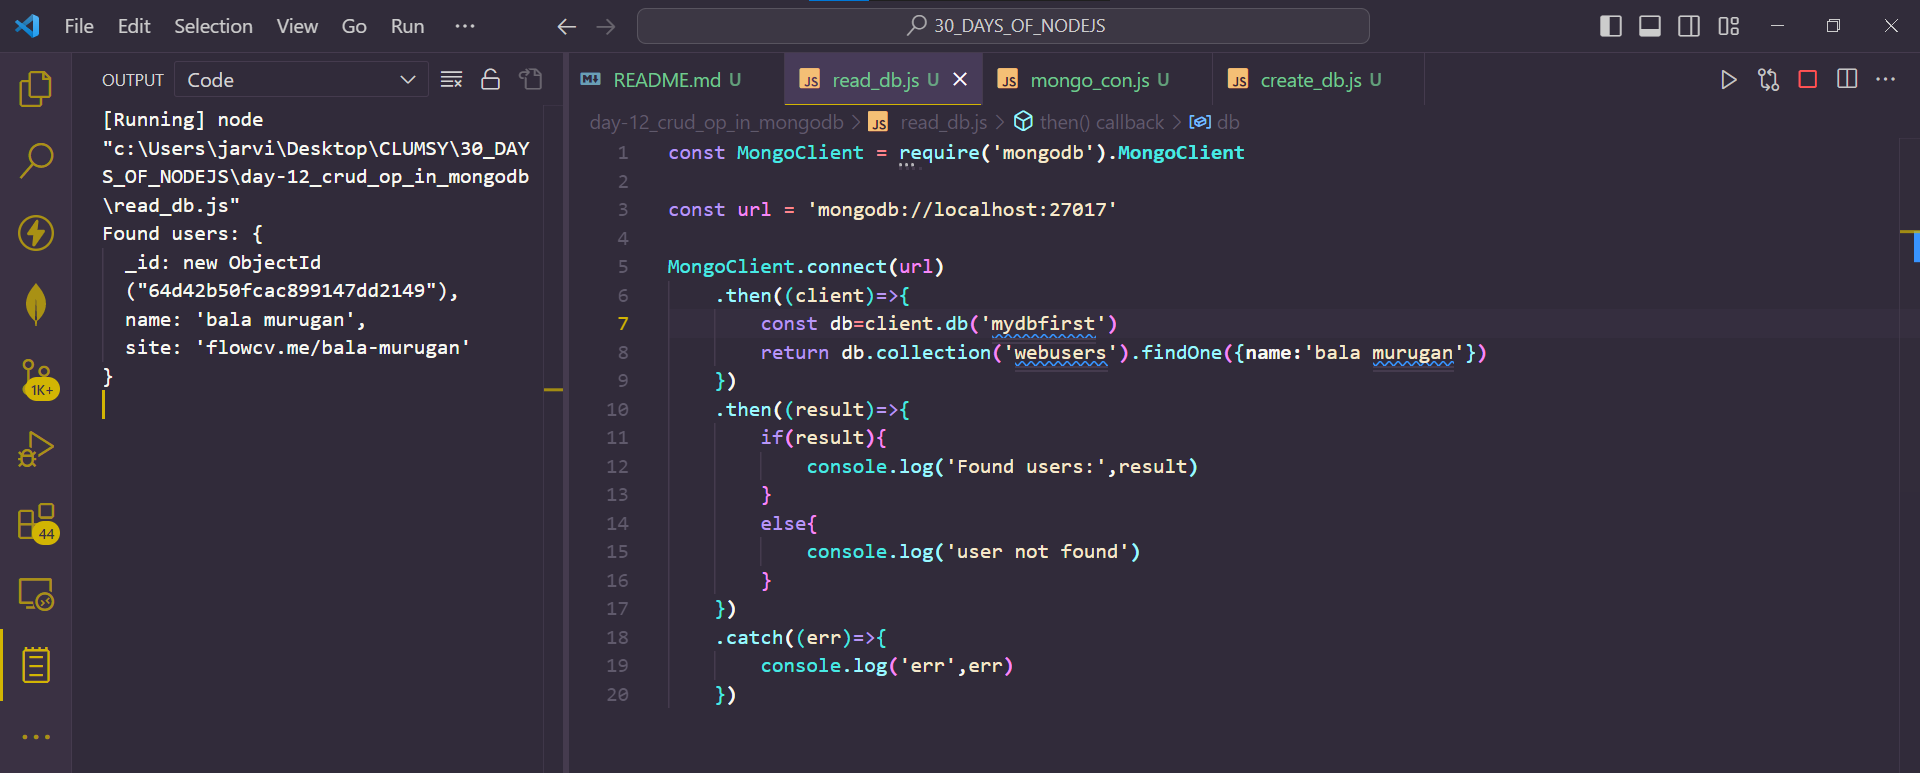 File Edit Selection View Go Run ··· 30_DAYS_OF_NODEJS
OUTPUT Code
[Running] node
"c:\Users\jarvi\Desktop\CLUMSY\30_DAY
S_OF_NODEJS\day-12_crud_op_in_mongodb
\read_db.js"
Found users: {
  _id: new ObjectId
  ("64d42b50fcac899147dd2149"),
  name: 'bala murugan',
  site: 'flowcv.me/bala-murugan'
}
1K+
44
README.md U JS read_db.js U JS mongo_con.js U JS create_db.js U
day-12_crud_op_in_mongodb > JS read_db.js > then() callback > db
1 const MongoClient = require('mongodb').MongoClient
2
3 const url = 'mongodb://localhost:27017'
4
5 MongoClient.connect(url)
6     .then((client)=>{
7         const db=client.db('mydbfirst')
8         return db.collection('webusers').findOne({name:'bala murugan'})
9     })
10     .then((result)=>{
11         if(result){
12             console.log('Found users:',result)
13         }
14         else{
15             console.log('user not found')
16         }
17     })
18     .catch((err)=>{
19         console.log('err',err)
20     })